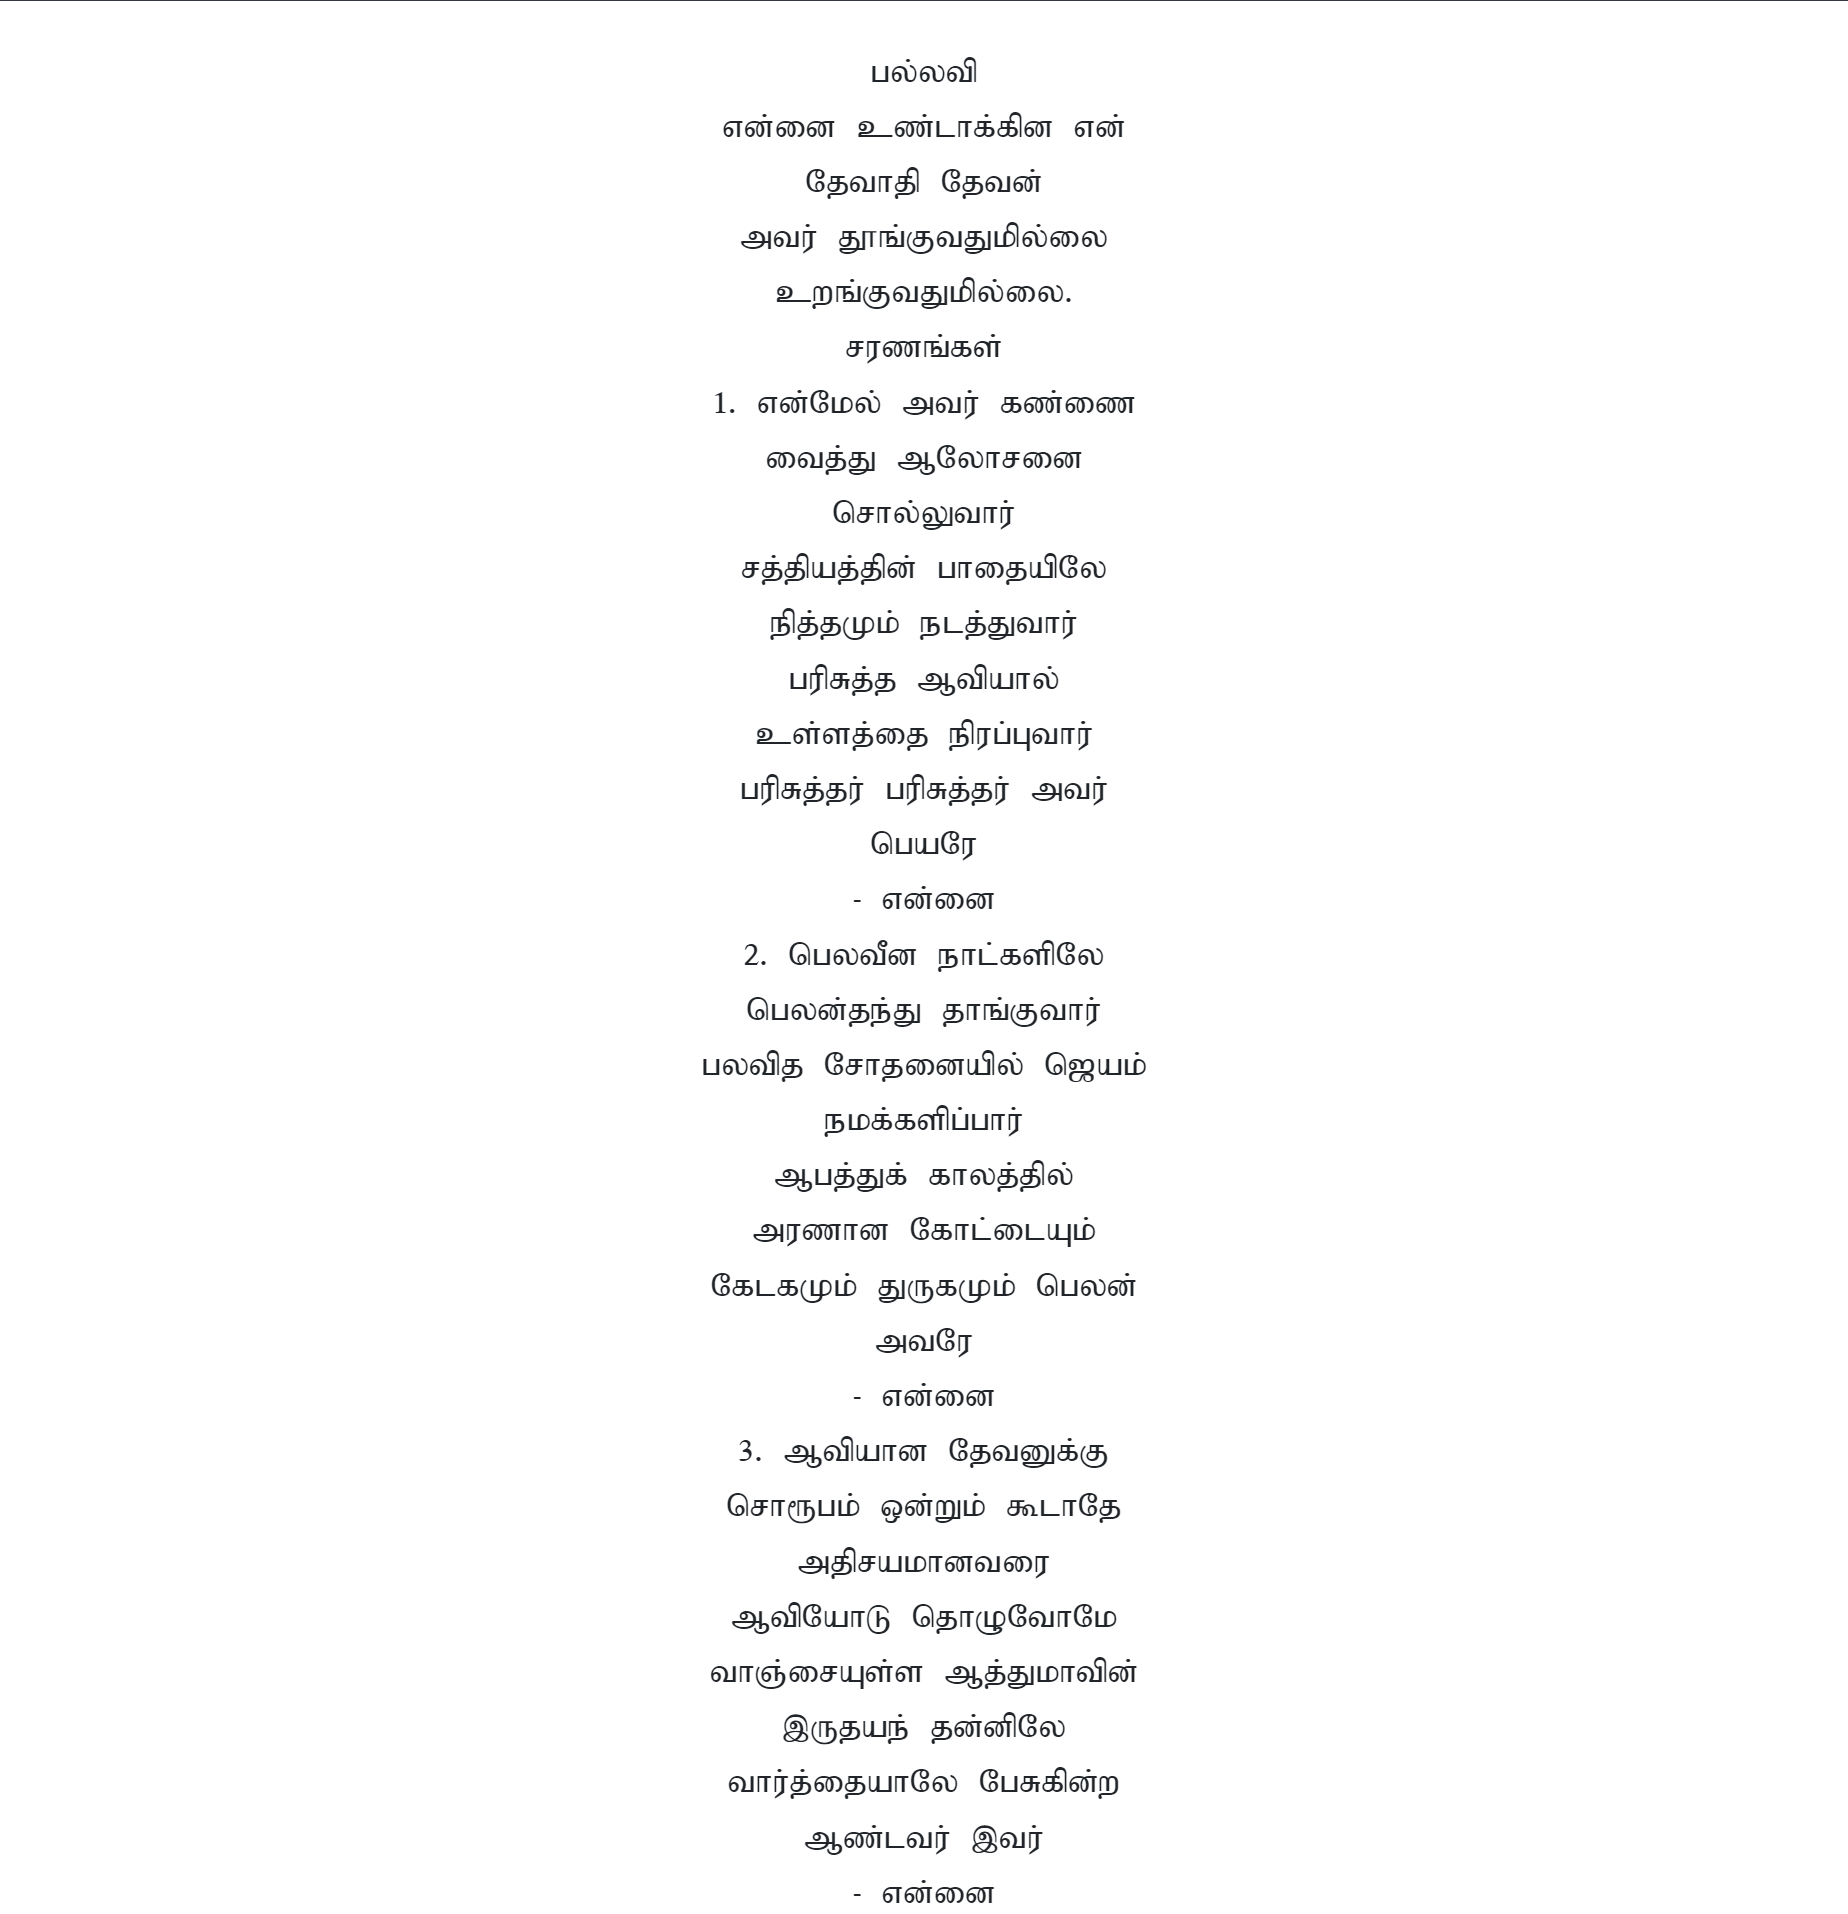 பல்லவி
என்னை உண்டாக்கின என்
தேவாதி தேவன்
அவர் தூங்குவதுமில்லை
உறங்குவதுமில்லை.
சரணங்கள்
1. என்மேல் அவர் கண்ணை
வைத்து ஆலோசனை
சொல்லுவார்
சத்தியத்தின் பாதையிலே
நித்தமும் நடத்துவார்
பரிசுத்த ஆவியால்
உள்ளத்தை நிரப்புவார்
பரிசுத்தர் பரிசுத்தர் அவர்
பெயரே
- என்னை
2. பெலவீன நாட்களிலே
பெலன்தந்து தாங்குவார்
பலவித சோதனையில் ஜெயம்
நமக்களிப்பார்
ஆபத்துக் காலத்தில்
அரணான கோட்டையும்
கேடகமும் துருகமும் பெலன்
அவரே
- என்னை
3. ஆவியான தேவனுக்கு
சொரூபம் ஒன்றும் கூடாதே
அதிசயமானவரை
ஆவியோடு தொழுவோமே
வாஞ்சையுள்ள ஆத்துமாவின்
இருதயந் தன்னிலே
வார்த்தையாலே பேசுகின்ற
ஆண்டவர் இவர்
- என்னை